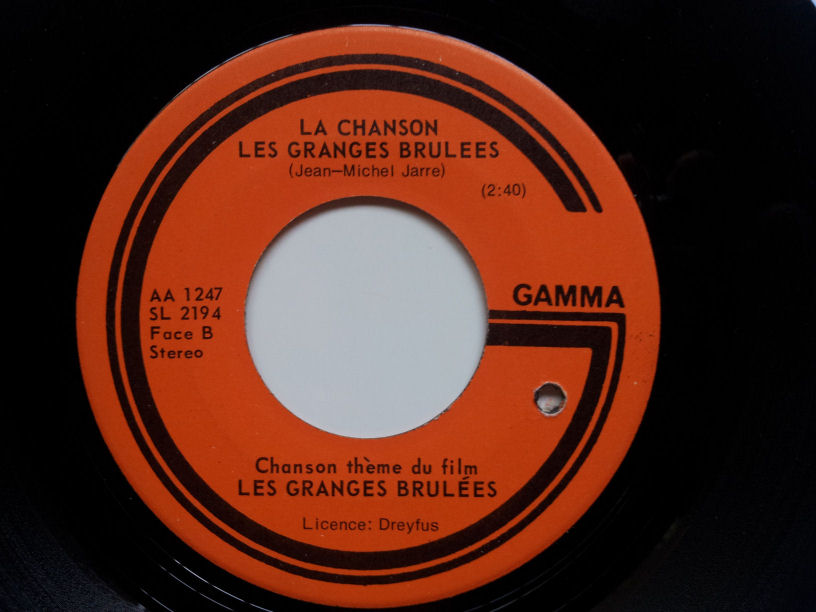 LA CHANSON
LES GRANGES BRULEES
(Jean-Michel Jarre)
(2:40)
GAMMA
AA 1247
SL 2194
Face B
Stereo
Chanson thème du film
LES GRANGES BRULÉES
Licence: Dreyfus